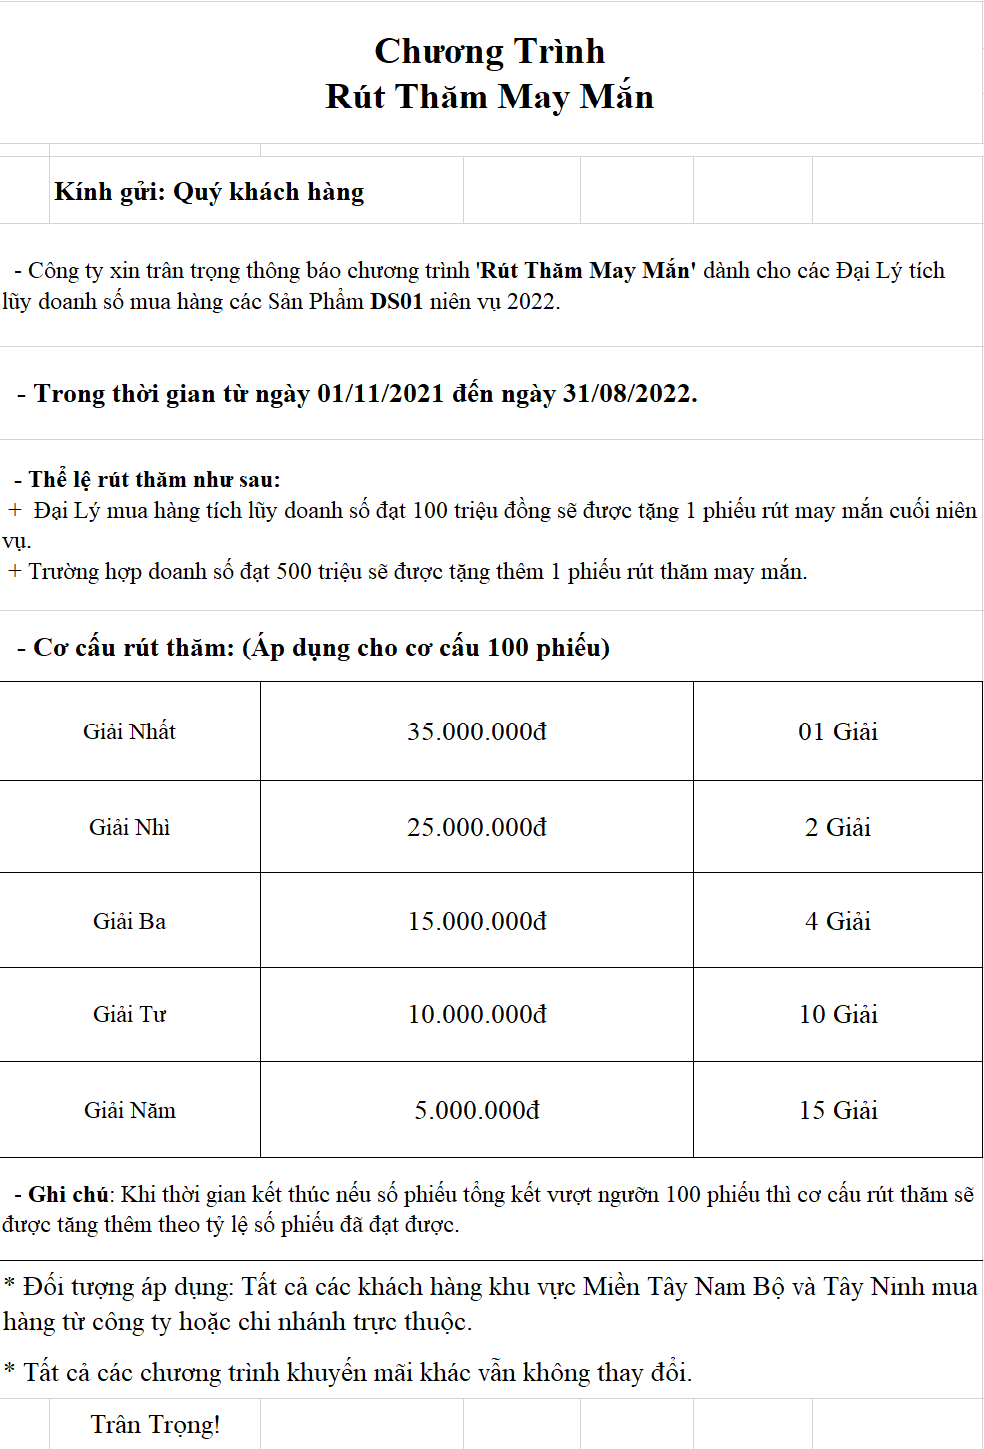 Chương Trình
Rút Thăm May Mắn
Kính gửi: Quý khách hàng
- Công ty xin trân trọng thông báo chương trình 'Rút Thăm May Mắn' dành cho các Đại Lý tích
lũy doanh số mua hàng các Sản Phẩm DS01 niên vụ 2022.
- Trong thời gian từ ngày 01/11/2021 đến ngày 31/08/2022.
- Thể lệ rút thăm như sau:
+ Đại Lý mua hàng tích lũy doanh số đạt 100 triệu đồng sẽ được tặng 1 phiếu rút may mắn cuối niên
vụ.
+ Trường hợp doanh số đạt 500 triệu sẽ được tặng thêm 1 phiếu rút thăm may mắn.
- Cơ cấu rút thăm: (Áp dụng cho cơ cấu 100 phiếu)
Giải Nhất 35.000.000đ 01 Giải
Giải Nhì 25.000.000đ 2 Giải
Giải Ba 15.000.000đ 4 Giải
Giải Tư 10.000.000đ 10 Giải
Giải Năm 5.000.000đ 15 Giải
- Ghi chú: Khi thời gian kết thúc nếu số phiếu tổng kết vượt ngưỡn 100 phiếu thì cơ cấu rút thăm sẽ
được tăng thêm theo tỷ lệ số phiếu đã đạt được.
* Đối tượng áp dụng: Tất cả các khách hàng khu vực Miền Tây Nam Bộ và Tây Ninh mua
hàng từ công ty hoặc chi nhánh trực thuộc.
* Tất cả các chương trình khuyến mãi khác vẫn không thay đổi.
Trân Trọng!